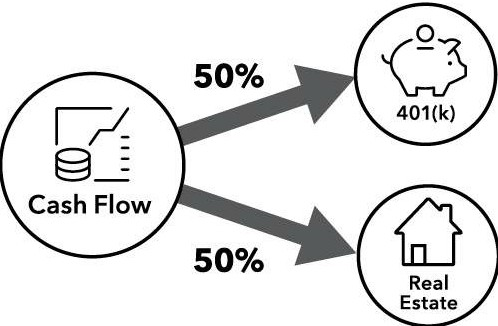 50%
401(k)
Cash Flow
50%
Real
Estate